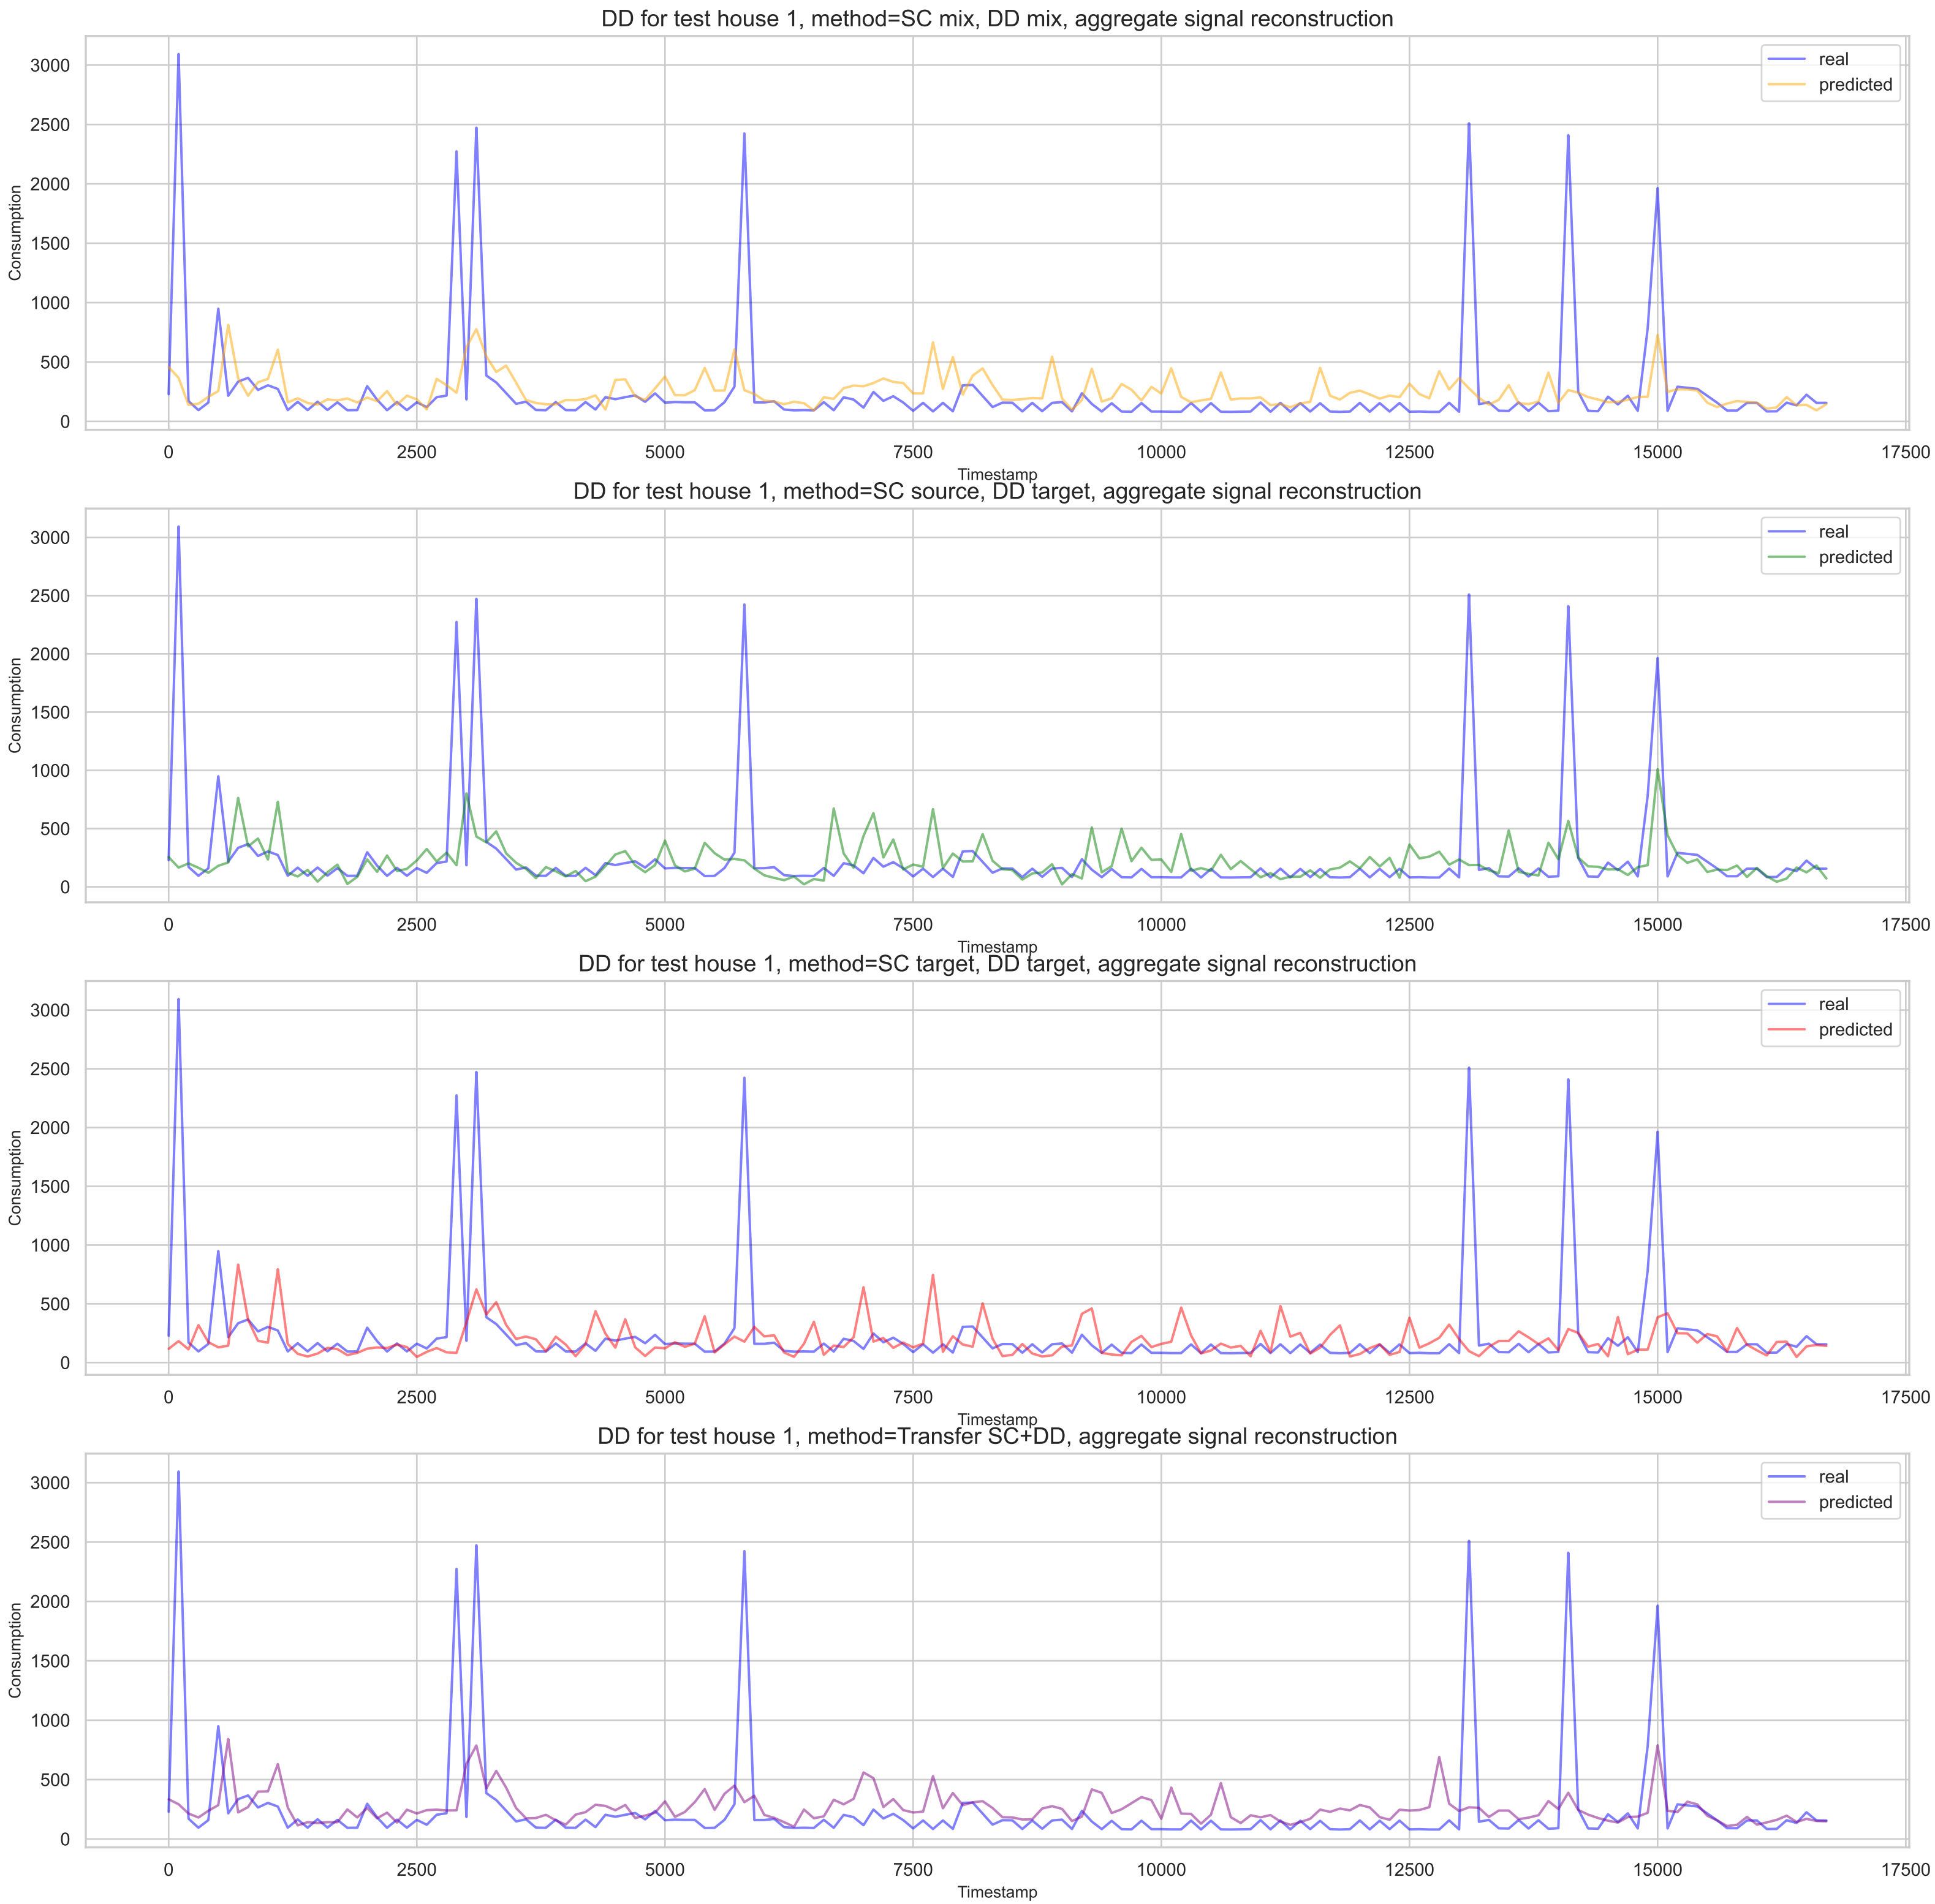 DD for test house 1, method=SC mix, DD mix, aggregate signal reconstruction
real
predicted
Consumption
3000
2500
2000
1500
1000
500
0
0 2500 5000 7500 10000 12500 15000 17500
Timestamp
DD for test house 1, method=SC source, DD target, aggregate signal reconstruction
real
predicted
Consumption
3000
2500
2000
1500
1000
500
0
0 2500 5000 7500 10000 12500 15000 17500
Timestamp
DD for test house 1, method=SC target, DD target, aggregate signal reconstruction
real
predicted
Consumption
3000
2500
2000
1500
1000
500
0
0 2500 5000 7500 10000 12500 15000 17500
Timestamp
DD for test house 1, method=Transfer SC+DD, aggregate signal reconstruction
real
predicted
Consumption
3000
2500
2000
1500
1000
500
0
0 2500 5000 7500 10000 12500 15000 17500
Timestamp